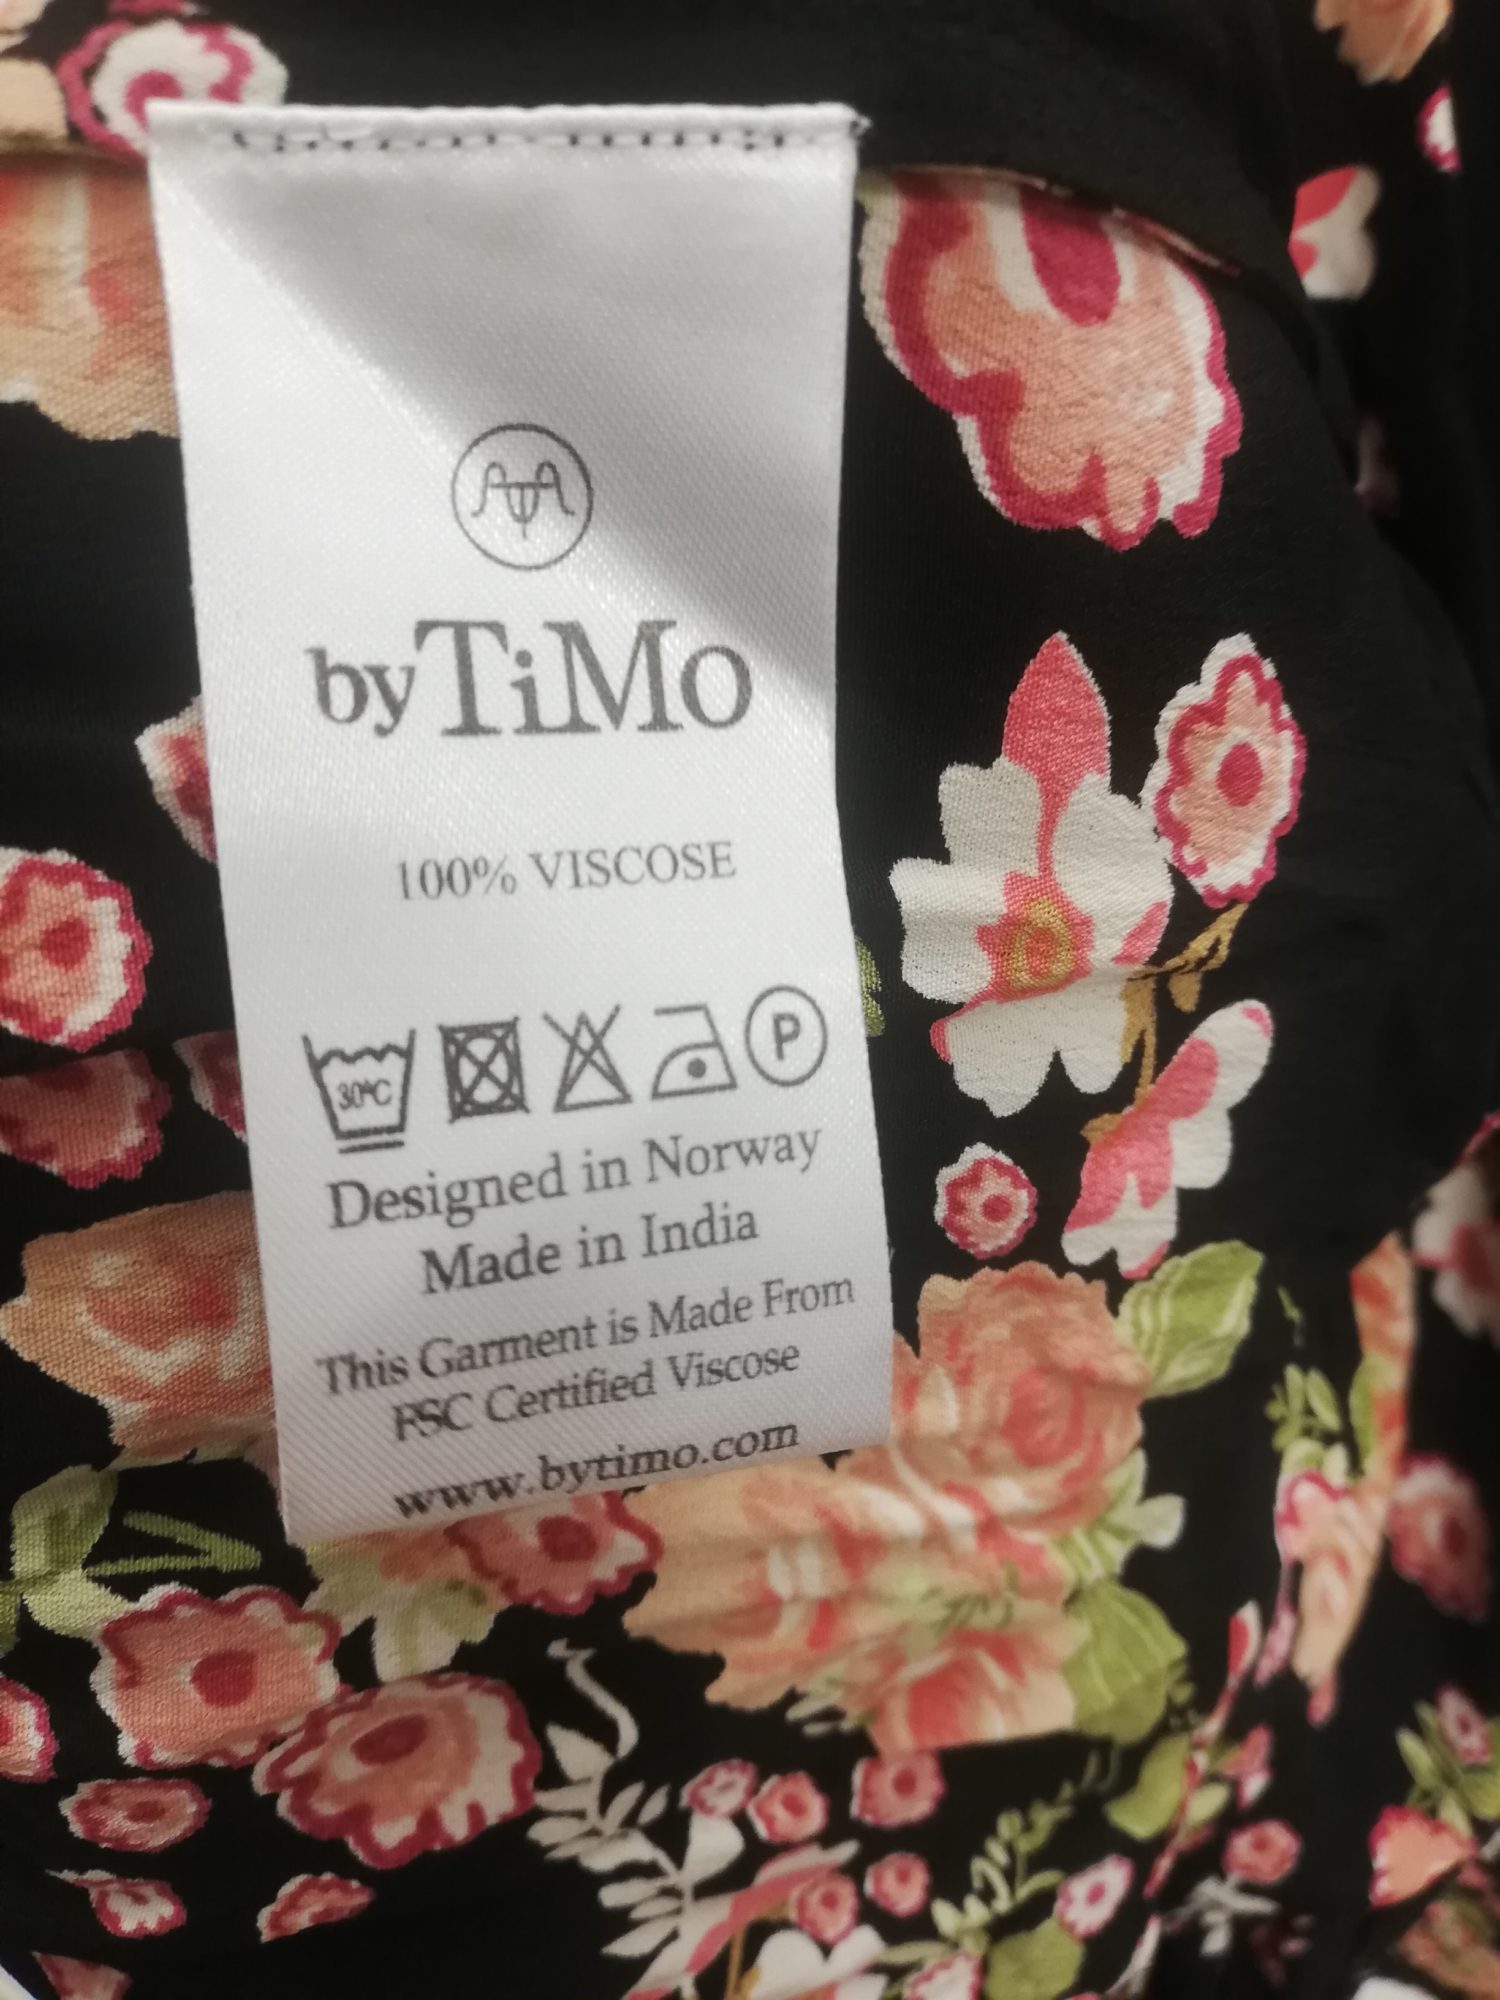 byTiMo
100% VISCOSE
30°C P
Designed in Norway
Made in India
This Garment is Made From
FSC Certified Viscose
www.bytimo.com